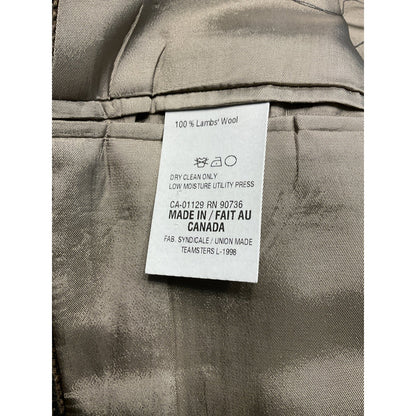 100 % Lambs' Wool
DRY CLEAN ONLY
LOW MOISTURE UTILITY PRESS
CA-01129 RN 90736
MADE IN / FAIT AU
CANADA
FAB. SYNDICALE / UNION MADE
TEAMSTERS L-1998